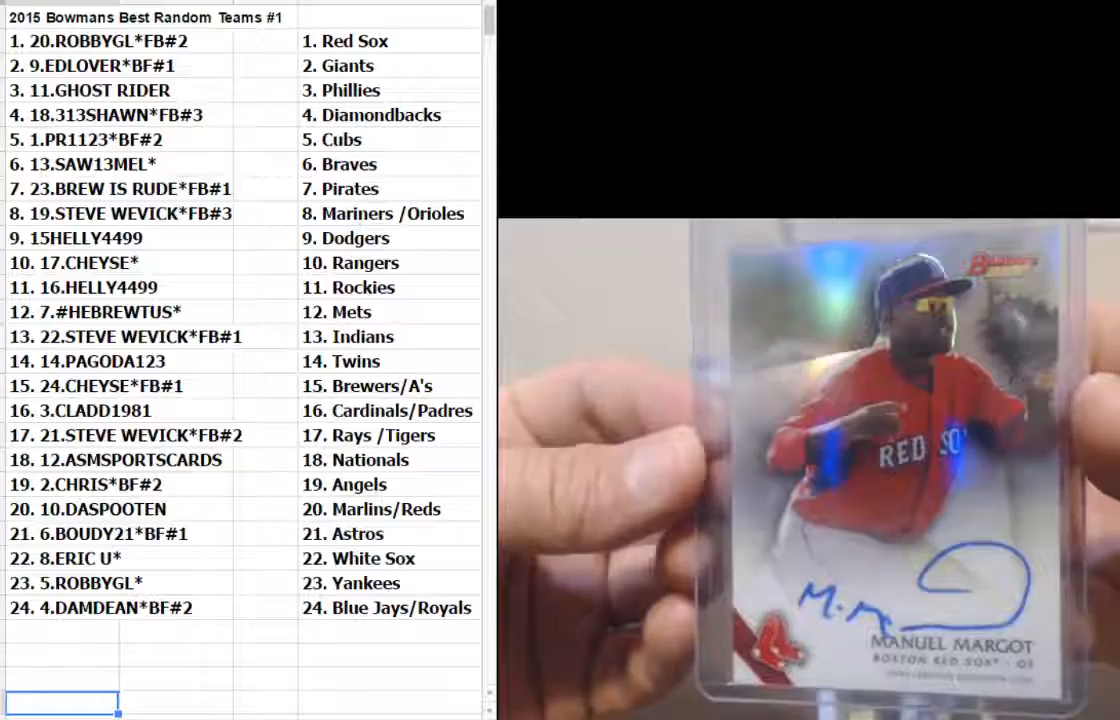 2015 Bowmans Best Random Teams #1
1. 20.ROBBYGL*FB#2 1. Red Sox
2. 9.EDLOVER*BF#1 2. Giants
3. 11.GHOST RIDER 3. Phillies
4. 18.313SHAWN*FB#3 4. Diamondbacks
5. 1.PR1123*BF#2 5. Cubs
6. 13.SAW13MEL* 6. Braves
7. 23.BREW IS RUDE*FB#1 7. Pirates
8. 19.STEVE WEVICK*FB#3 8. Mariners /Orioles
9. 15HELLY4499 9. Dodgers
10. 17.CHEYSE* 10. Rangers
11. 16.HELLY4499 11. Rockies
12. 7.#HEBREWTUS* 12. Mets
13. 22.STEVE WEVICK*FB#1 13. Indians
14. 14.PAGODA123 14. Twins
15. 24.CHEYSE*FB#1 15. Brewers/A's
16. 3.CLADD1981 16. Cardinals/Padres
17. 21.STEVE WEVICK*FB#2 17. Rays /Tigers
18. 12.ASMSPORTSCARDS 18. Nationals
19. 2.CHRIS*BF#2 19. Angels
20. 10.DASPOOTEN 20. Marlins/Reds
21. 6.BOUDY21*BF#1 21. Astros
22. 8.ERIC U* 22. White Sox
23. 5.ROBBYGL* 23. Yankees
24. 4.DAMDEAN*BF#2 24. Blue Jays/Royals
RED SO
M.M
MANUEL MARGOT
BOSTON RED SOX® - OF